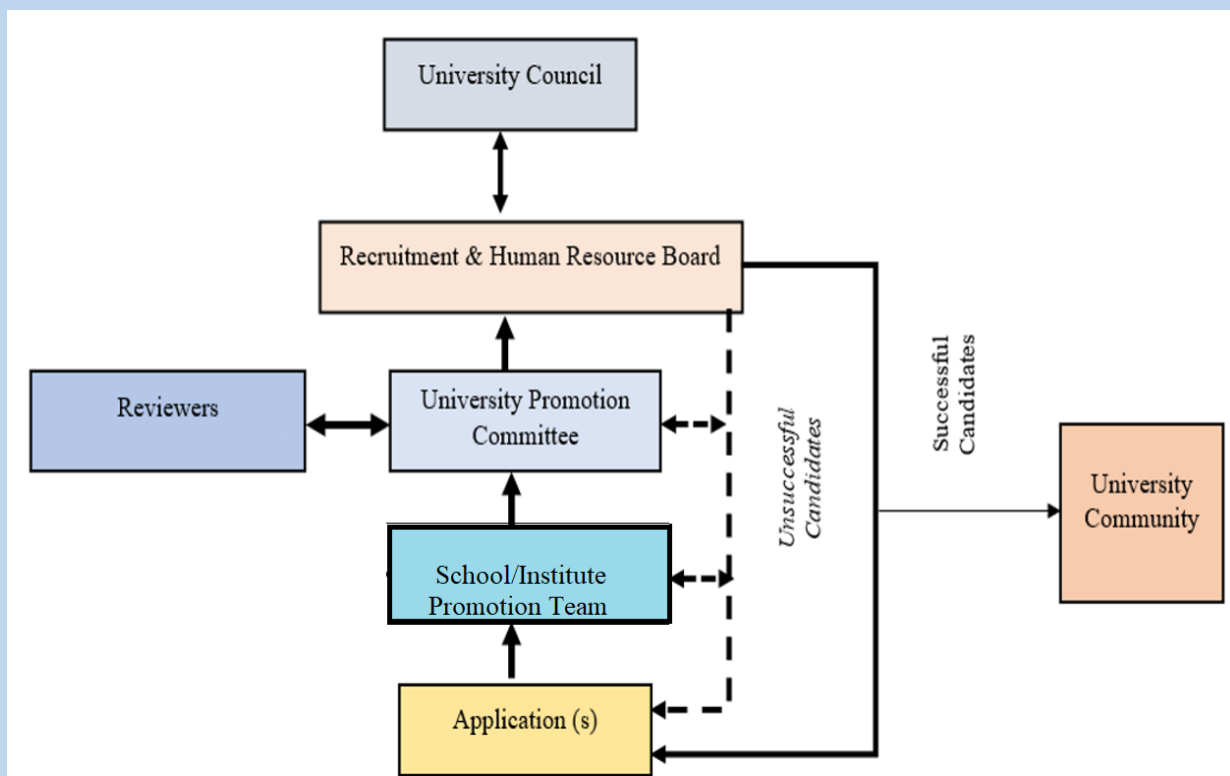 University Council
Recruitment & Human Resource Board
Reviewers
University Promotion
Committee
Unsuccessful
Candidates
Successful
Candidates
University
Community
School/Institute
Promotion Team
Application (s)